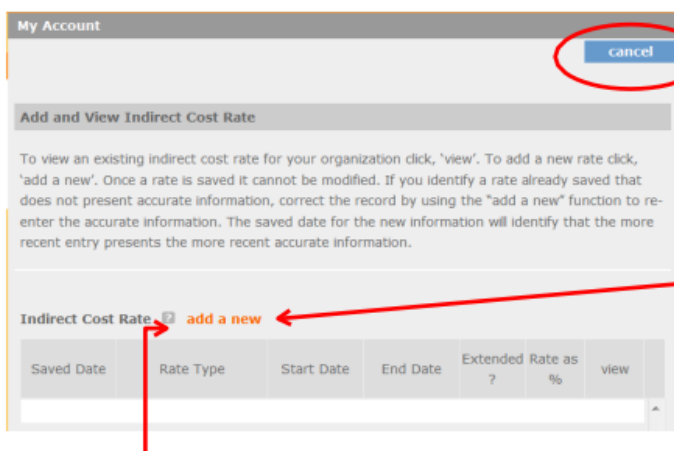 My Account
cancel
Add and View Indirect Cost Rate
To view an existing indirect cost rate for your organization click, 'view'. To add a new rate click,
'add a new'. Once a rate is saved it cannot be modified. If you identify a rate already saved that
does not present accurate information, correct the record by using the "add a new" function to re-
enter the accurate information. The saved date for the new information will identify that the more
recent entry presents the more recent accurate information.
Indirect Cost Rate ? add a new
Saved Date Rate Type Start Date End Date Extended ? Rate as % view